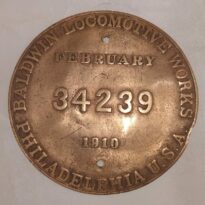 BALDWIN LOCOMOTIVE WORKS
FEBRUARY
34239
1910
PHILADELPHIA U.S.A.